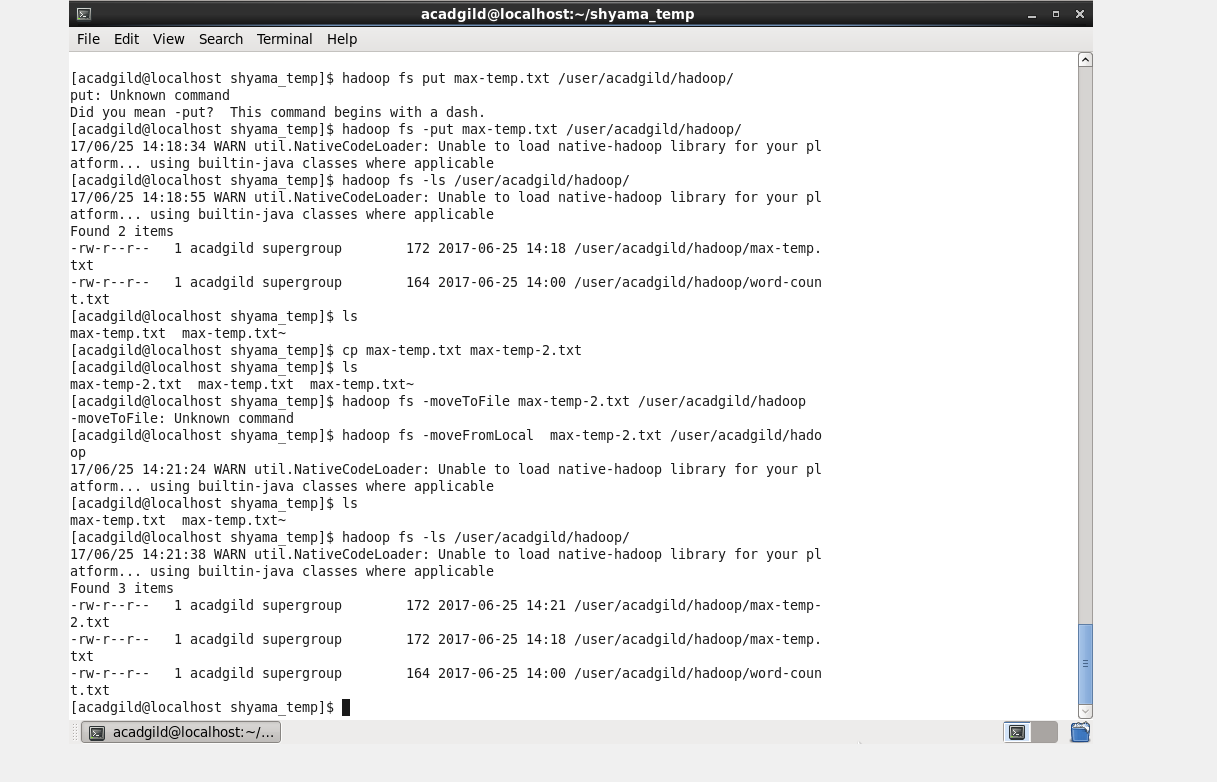 acadgild@localhost:~/shyama_temp
File Edit View Search Terminal Help
[acadgild@localhost shyama_temp]$ hadoop fs put max-temp.txt /user/acadgild/hadoop/
put: Unknown command
Did you mean -put?  This command begins with a dash.
[acadgild@localhost shyama_temp]$ hadoop fs -put max-temp.txt /user/acadgild/hadoop/
17/06/25 14:18:34 WARN util.NativeCodeLoader: Unable to load native-hadoop library for your pl
atform... using builtin-java classes where applicable
[acadgild@localhost shyama_temp]$ hadoop fs -ls /user/acadgild/hadoop/
17/06/25 14:18:55 WARN util.NativeCodeLoader: Unable to load native-hadoop library for your pl
atform... using builtin-java classes where applicable
Found 2 items
-rw-r--r--   1 acadgild supergroup        172 2017-06-25 14:18 /user/acadgild/hadoop/max-temp.
txt
-rw-r--r--   1 acadgild supergroup        164 2017-06-25 14:00 /user/acadgild/hadoop/word-coun
t.txt
[acadgild@localhost shyama_temp]$ ls
max-temp.txt  max-temp.txt~
[acadgild@localhost shyama_temp]$ cp max-temp.txt max-temp-2.txt
[acadgild@localhost shyama_temp]$ ls
max-temp-2.txt  max-temp.txt  max-temp.txt~
[acadgild@localhost shyama_temp]$ hadoop fs -moveToFile max-temp-2.txt /user/acadgild/hadoop
-moveToFile: Unknown command
[acadgild@localhost shyama_temp]$ hadoop fs -moveFromLocal  max-temp-2.txt /user/acadgild/hado
op
17/06/25 14:21:24 WARN util.NativeCodeLoader: Unable to load native-hadoop library for your pl
atform... using builtin-java classes where applicable
[acadgild@localhost shyama_temp]$ ls
max-temp.txt  max-temp.txt~
[acadgild@localhost shyama_temp]$ hadoop fs -ls /user/acadgild/hadoop/
17/06/25 14:21:38 WARN util.NativeCodeLoader: Unable to load native-hadoop library for your pl
atform... using builtin-java classes where applicable
Found 3 items
-rw-r--r--   1 acadgild supergroup        172 2017-06-25 14:21 /user/acadgild/hadoop/max-temp-
2.txt
-rw-r--r--   1 acadgild supergroup        172 2017-06-25 14:18 /user/acadgild/hadoop/max-temp.
txt
-rw-r--r--   1 acadgild supergroup        164 2017-06-25 14:00 /user/acadgild/hadoop/word-coun
t.txt
[acadgild@localhost shyama_temp]$
acadgild@localhost:~/...